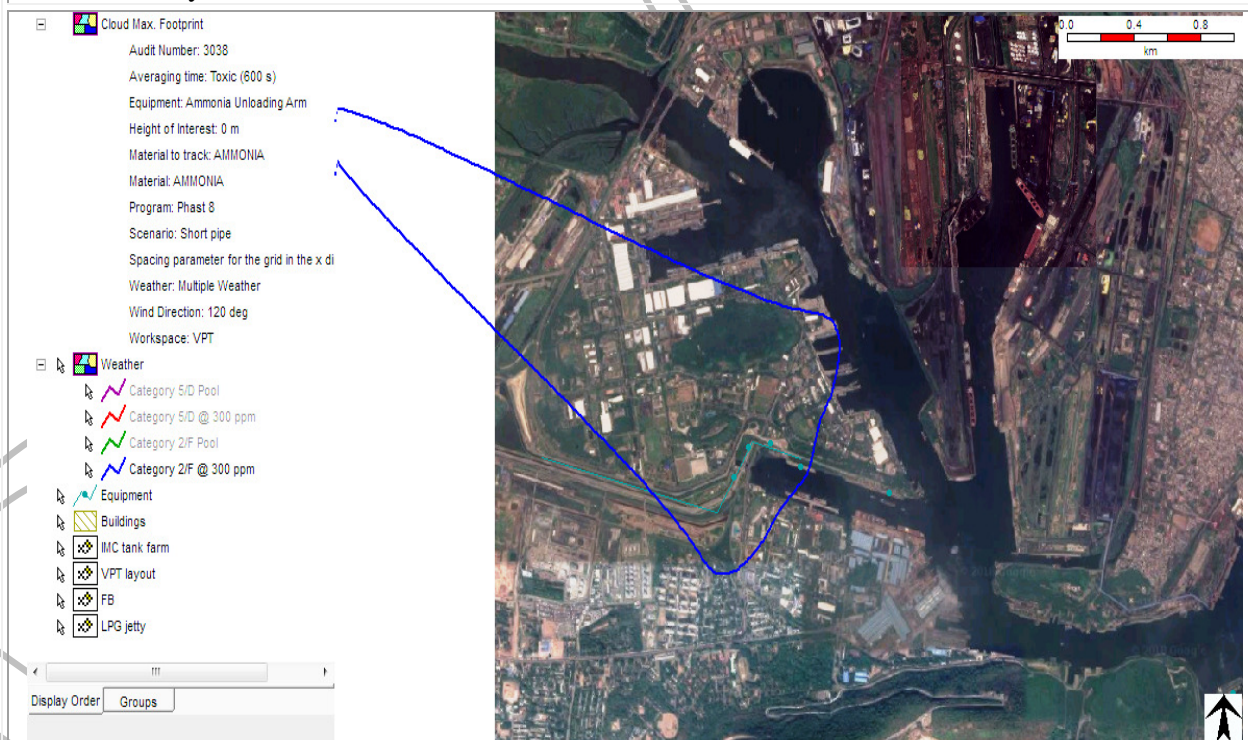 Cloud Max. Footprint
Audit Number: 3038
Averaging time: Toxic (600 s)
Equipment: Ammonia Unloading Arm
Height of Interest: 0 m
Material to track: AMMONIA
Material: AMMONIA
Program: Phast 8
Scenario: Short pipe
Spacing parameter for the grid in the x di
Weather: Multiple Weather
Wind Direction: 120 deg
Workspace: VPT
Weather
Category 5/D Pool
Category 5/D @ 300 ppm
Category 2/F Pool
Category 2/F @ 300 ppm
Equipment
Buildings
IMC tank farm
VPT layout
FB
LPG jetty
Display Order Groups
0.0 0.4 0.8
km